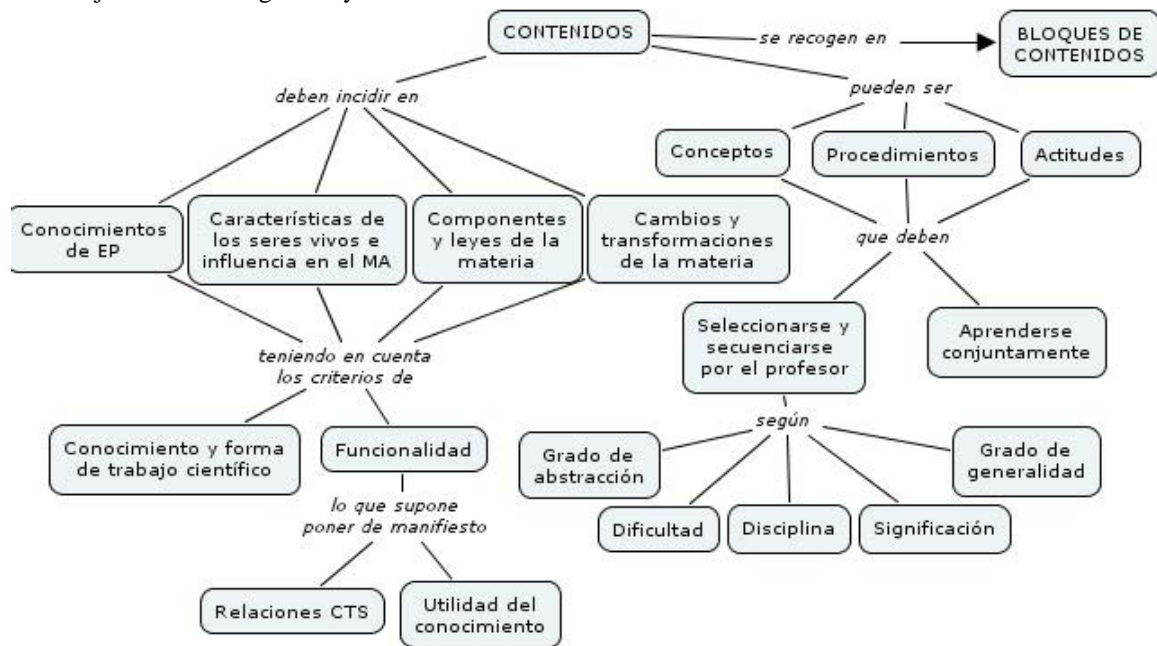 CONTENIDOS
se recogen en
BLOQUES DE
CONTENIDOS
deben incidir en
pueden ser
Conceptos
Procedimientos
Actitudes
Conocimientos
de EP
Características de
los seres vivos e
influencia en el MA
Componentes
y leyes de la
materia
Cambios y
transformaciones
de la materia
que deben
Seleccionarse y
secuenciarse
por el profesor
Aprenderse
conjuntamente
teniendo en cuenta
los criterios de
según
Conocimiento y forma
de trabajo científico
Funcionalidad
Grado de
abstracción
Grado de
generalidad
Dificultad
Disciplina
Significación
lo que supone
poner de manifiesto
Relaciones CTS
Utilidad del
conocimiento